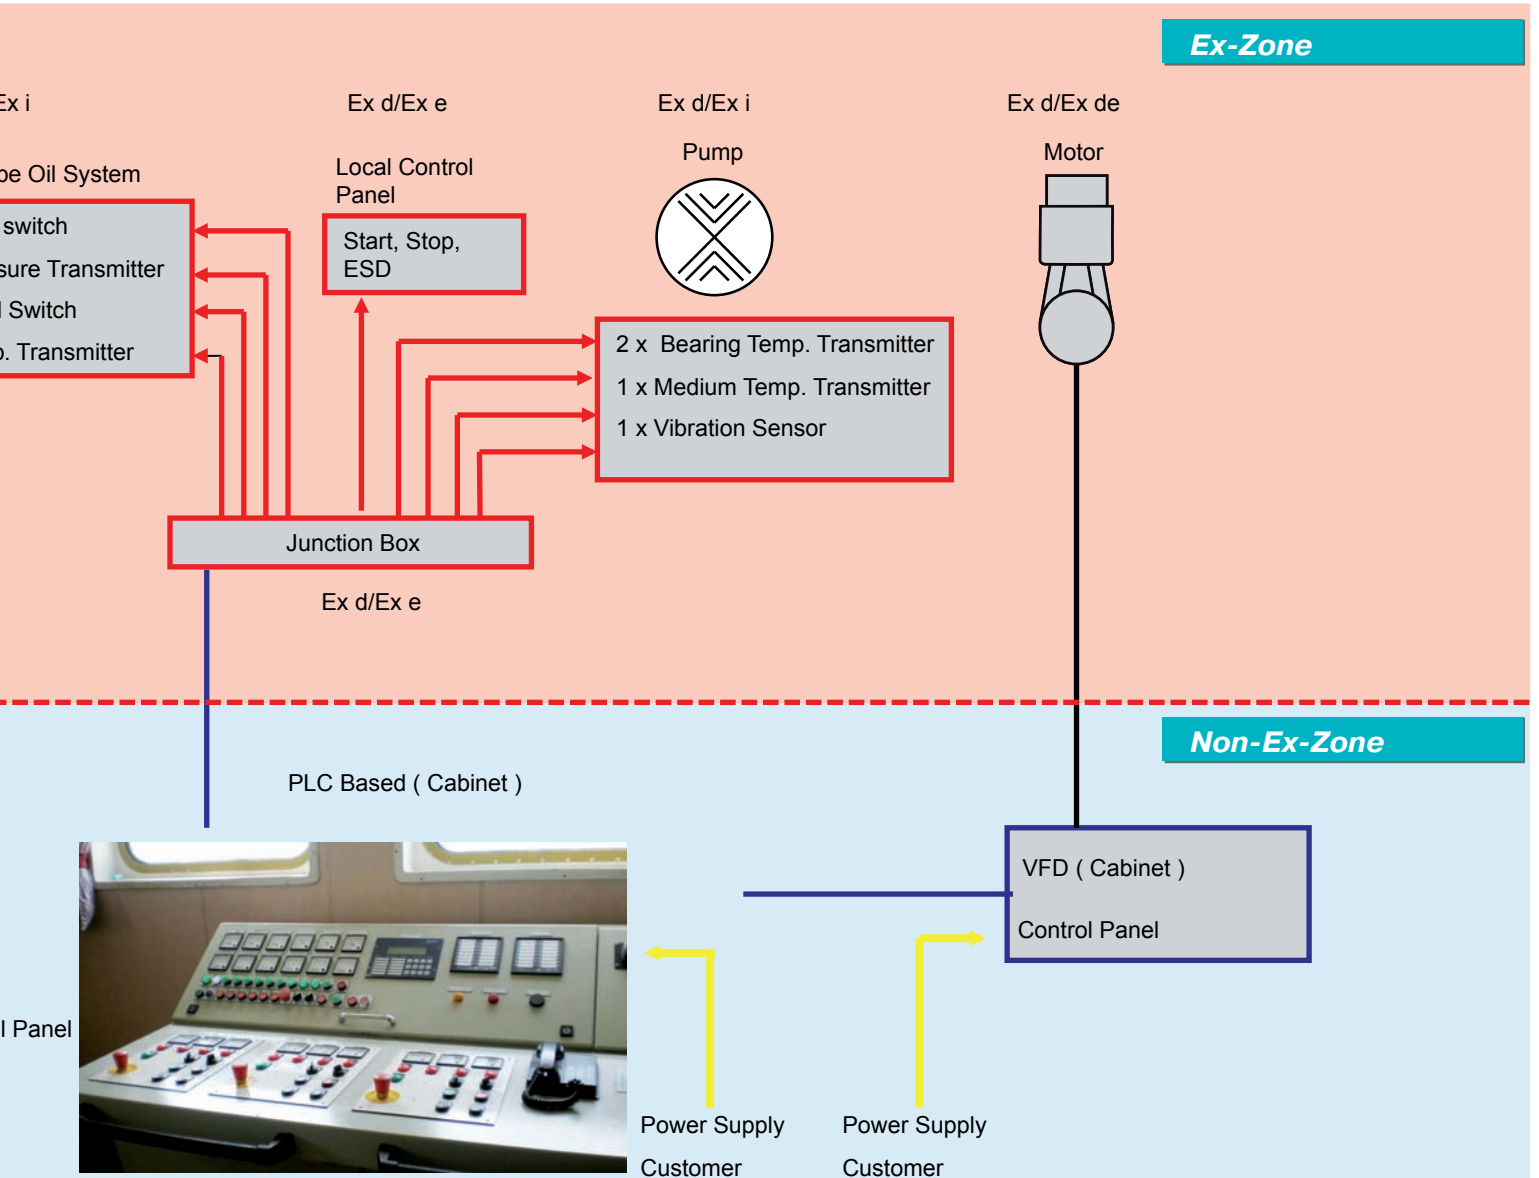 Ex-Zone
Ex i
Ex d/Ex e
Ex d/Ex i
Ex d/Ex de
Pump
Motor
be Oil System
Local Control
Panel
switch
sure Transmitter
Switch
. Transmitter
Start, Stop,
ESD
2 x Bearing Temp. Transmitter
1 x Medium Temp. Transmitter
1 x Vibration Sensor
Junction Box
Ex d/Ex e
Non-Ex-Zone
PLC Based ( Cabinet )
VFD ( Cabinet )
Control Panel
l Panel
Power Supply
Customer
Power Supply
Customer